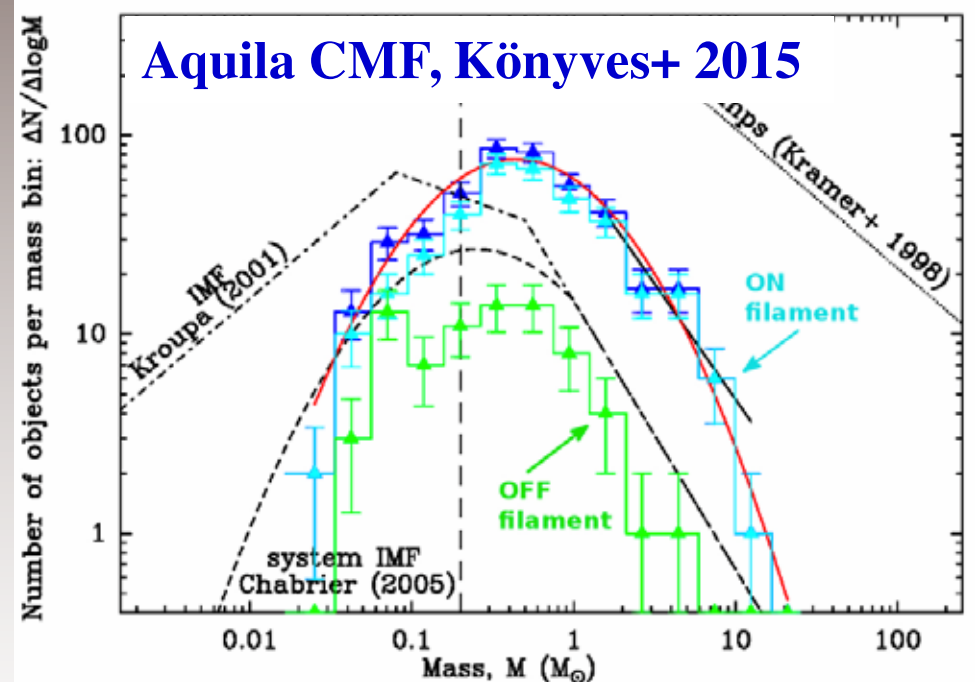 Aquila CMF, Könyves+ 2015
Number of objects per mass bin: ΔN/ΔlogM
100
10
1
(Kramer+ 1998)
IMF
Kroupa (2001)
ON
filament
OFF
filament
system IMF
Chabrier (2005)
0.01
0.1
1
10
100
Mass, M (M⊙)